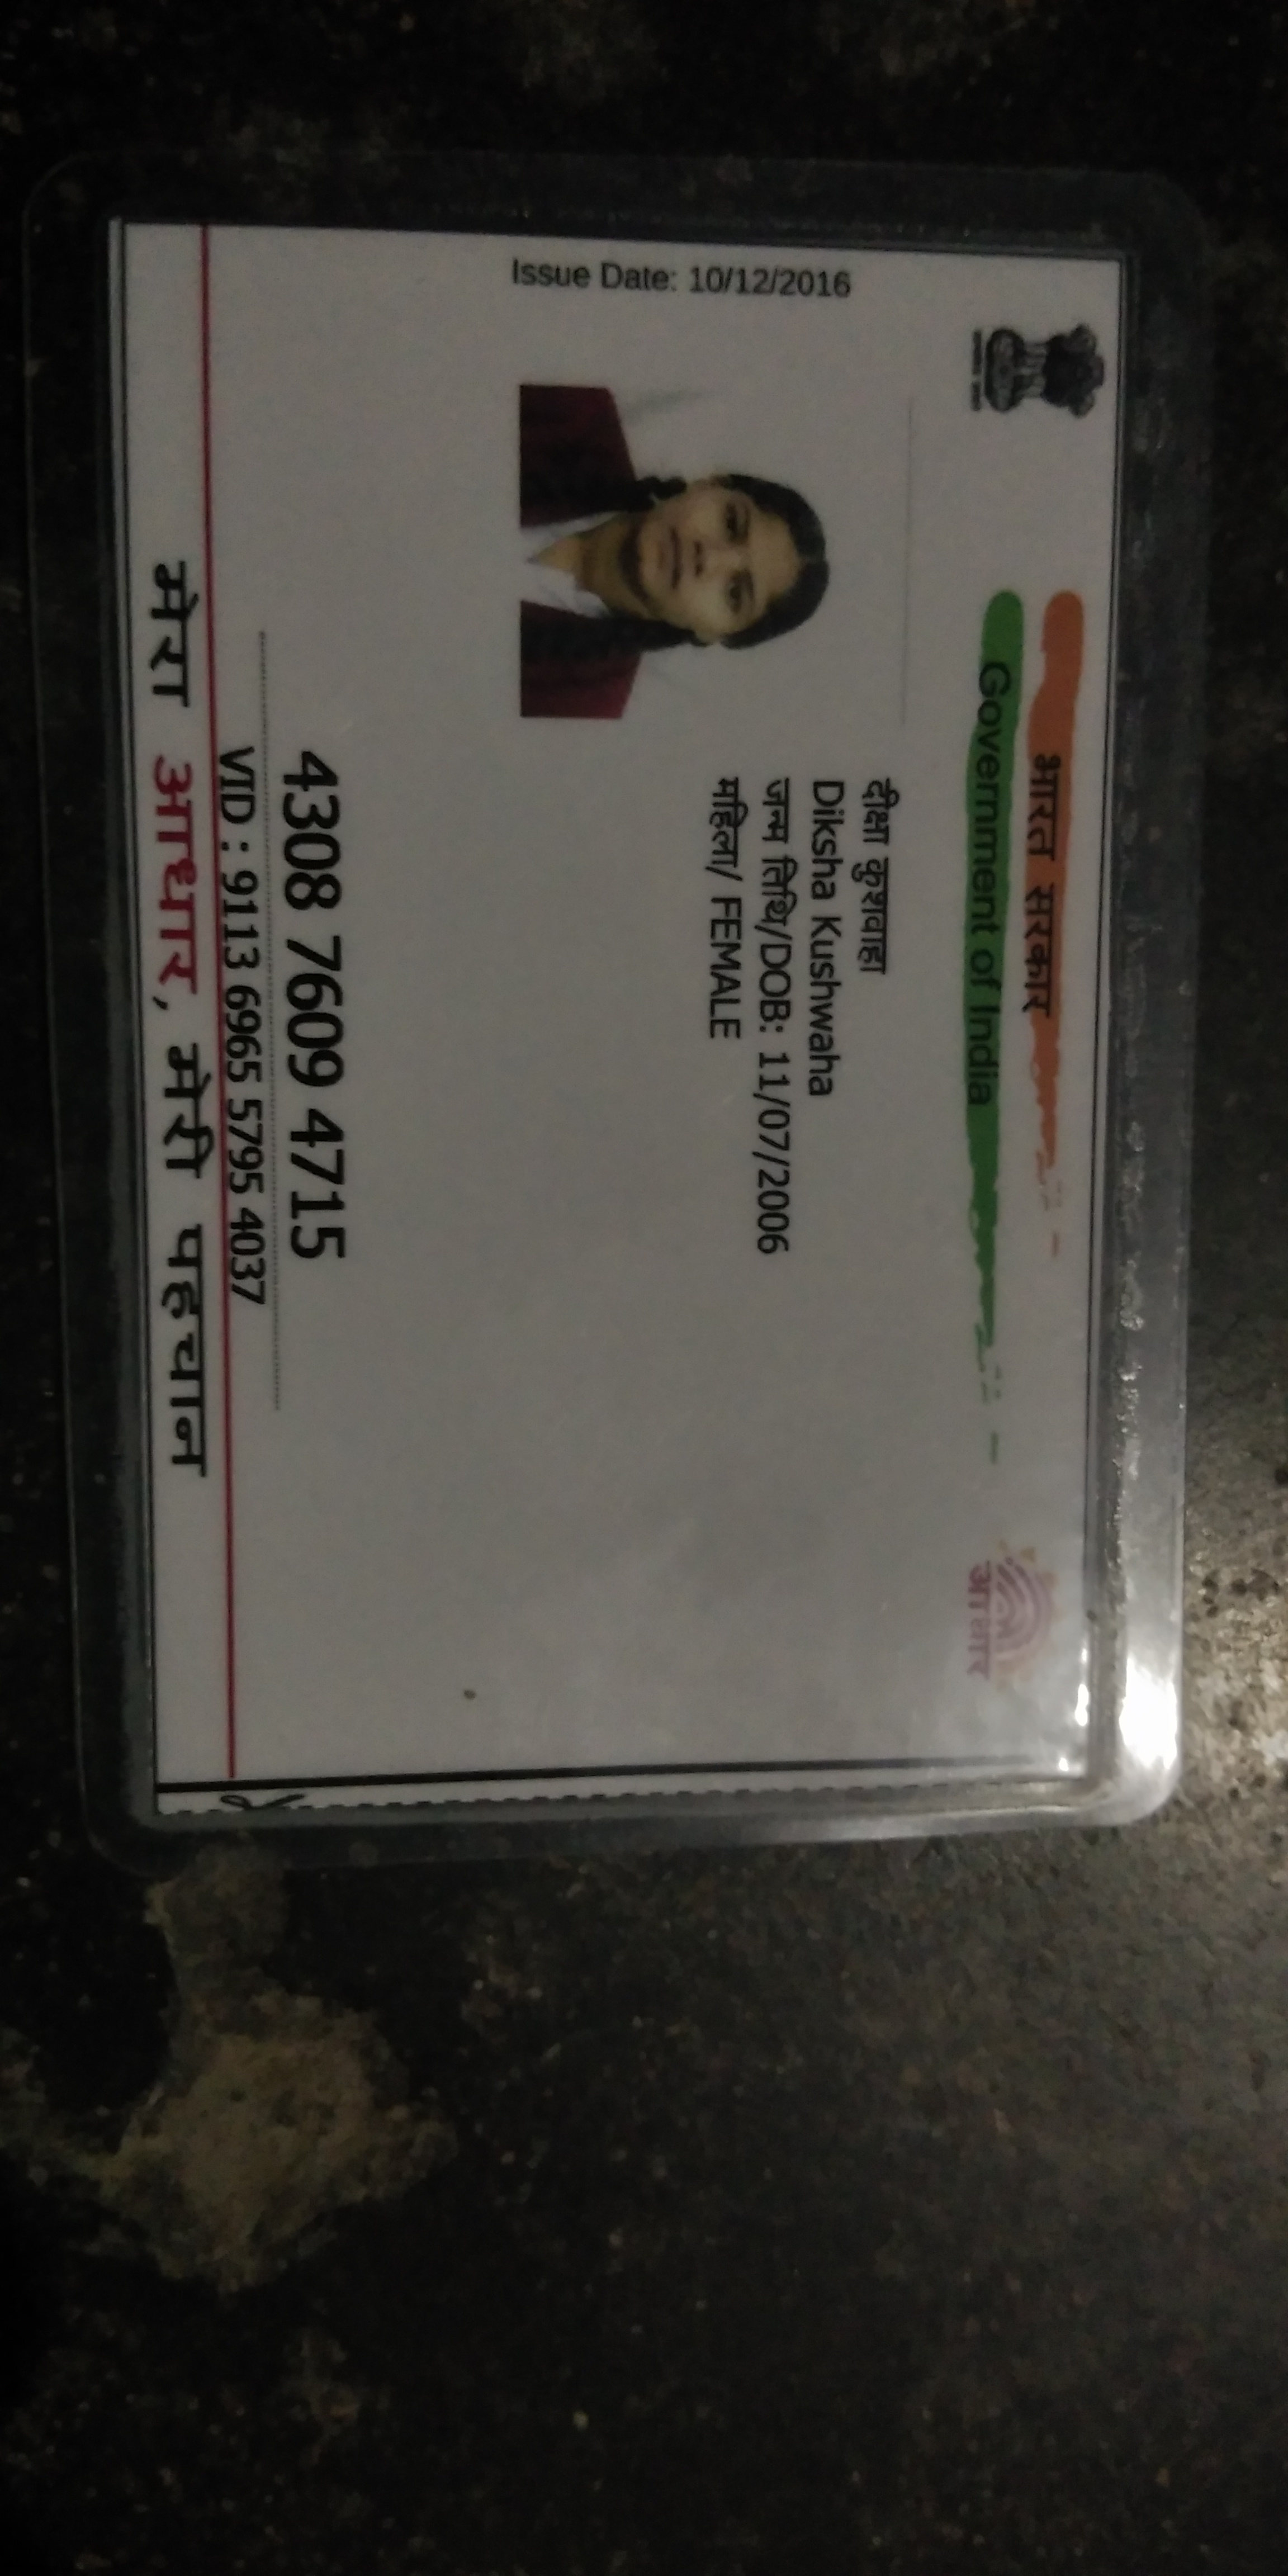 भारत सरकार
Government of India
आधार
Issue Date: 10/12/2016
दीक्षा कुशवाहा
Diksha Kushwaha
जन्म तिथि/DOB: 11/07/2006
महिला/ FEMALE
4308 7609 4715
VID : 9113 6965 5795 4037
मेरा आधार, मेरी पहचान